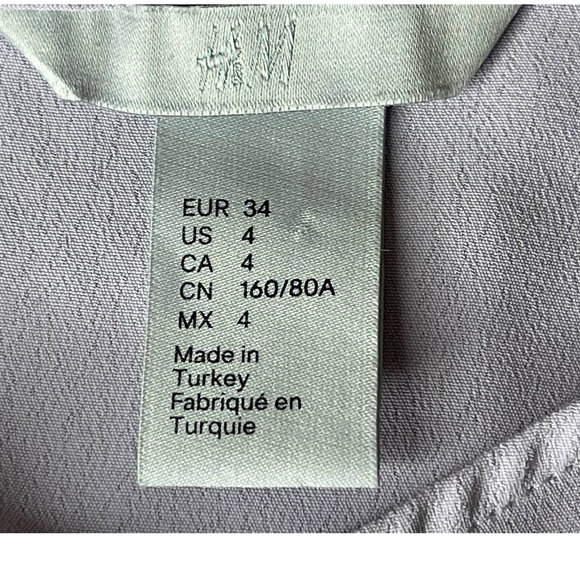 H&M
EUR 34
US 4
CA 4
CN 160/80A
MX 4
Made in
Turkey
Fabriqué en
Turquie